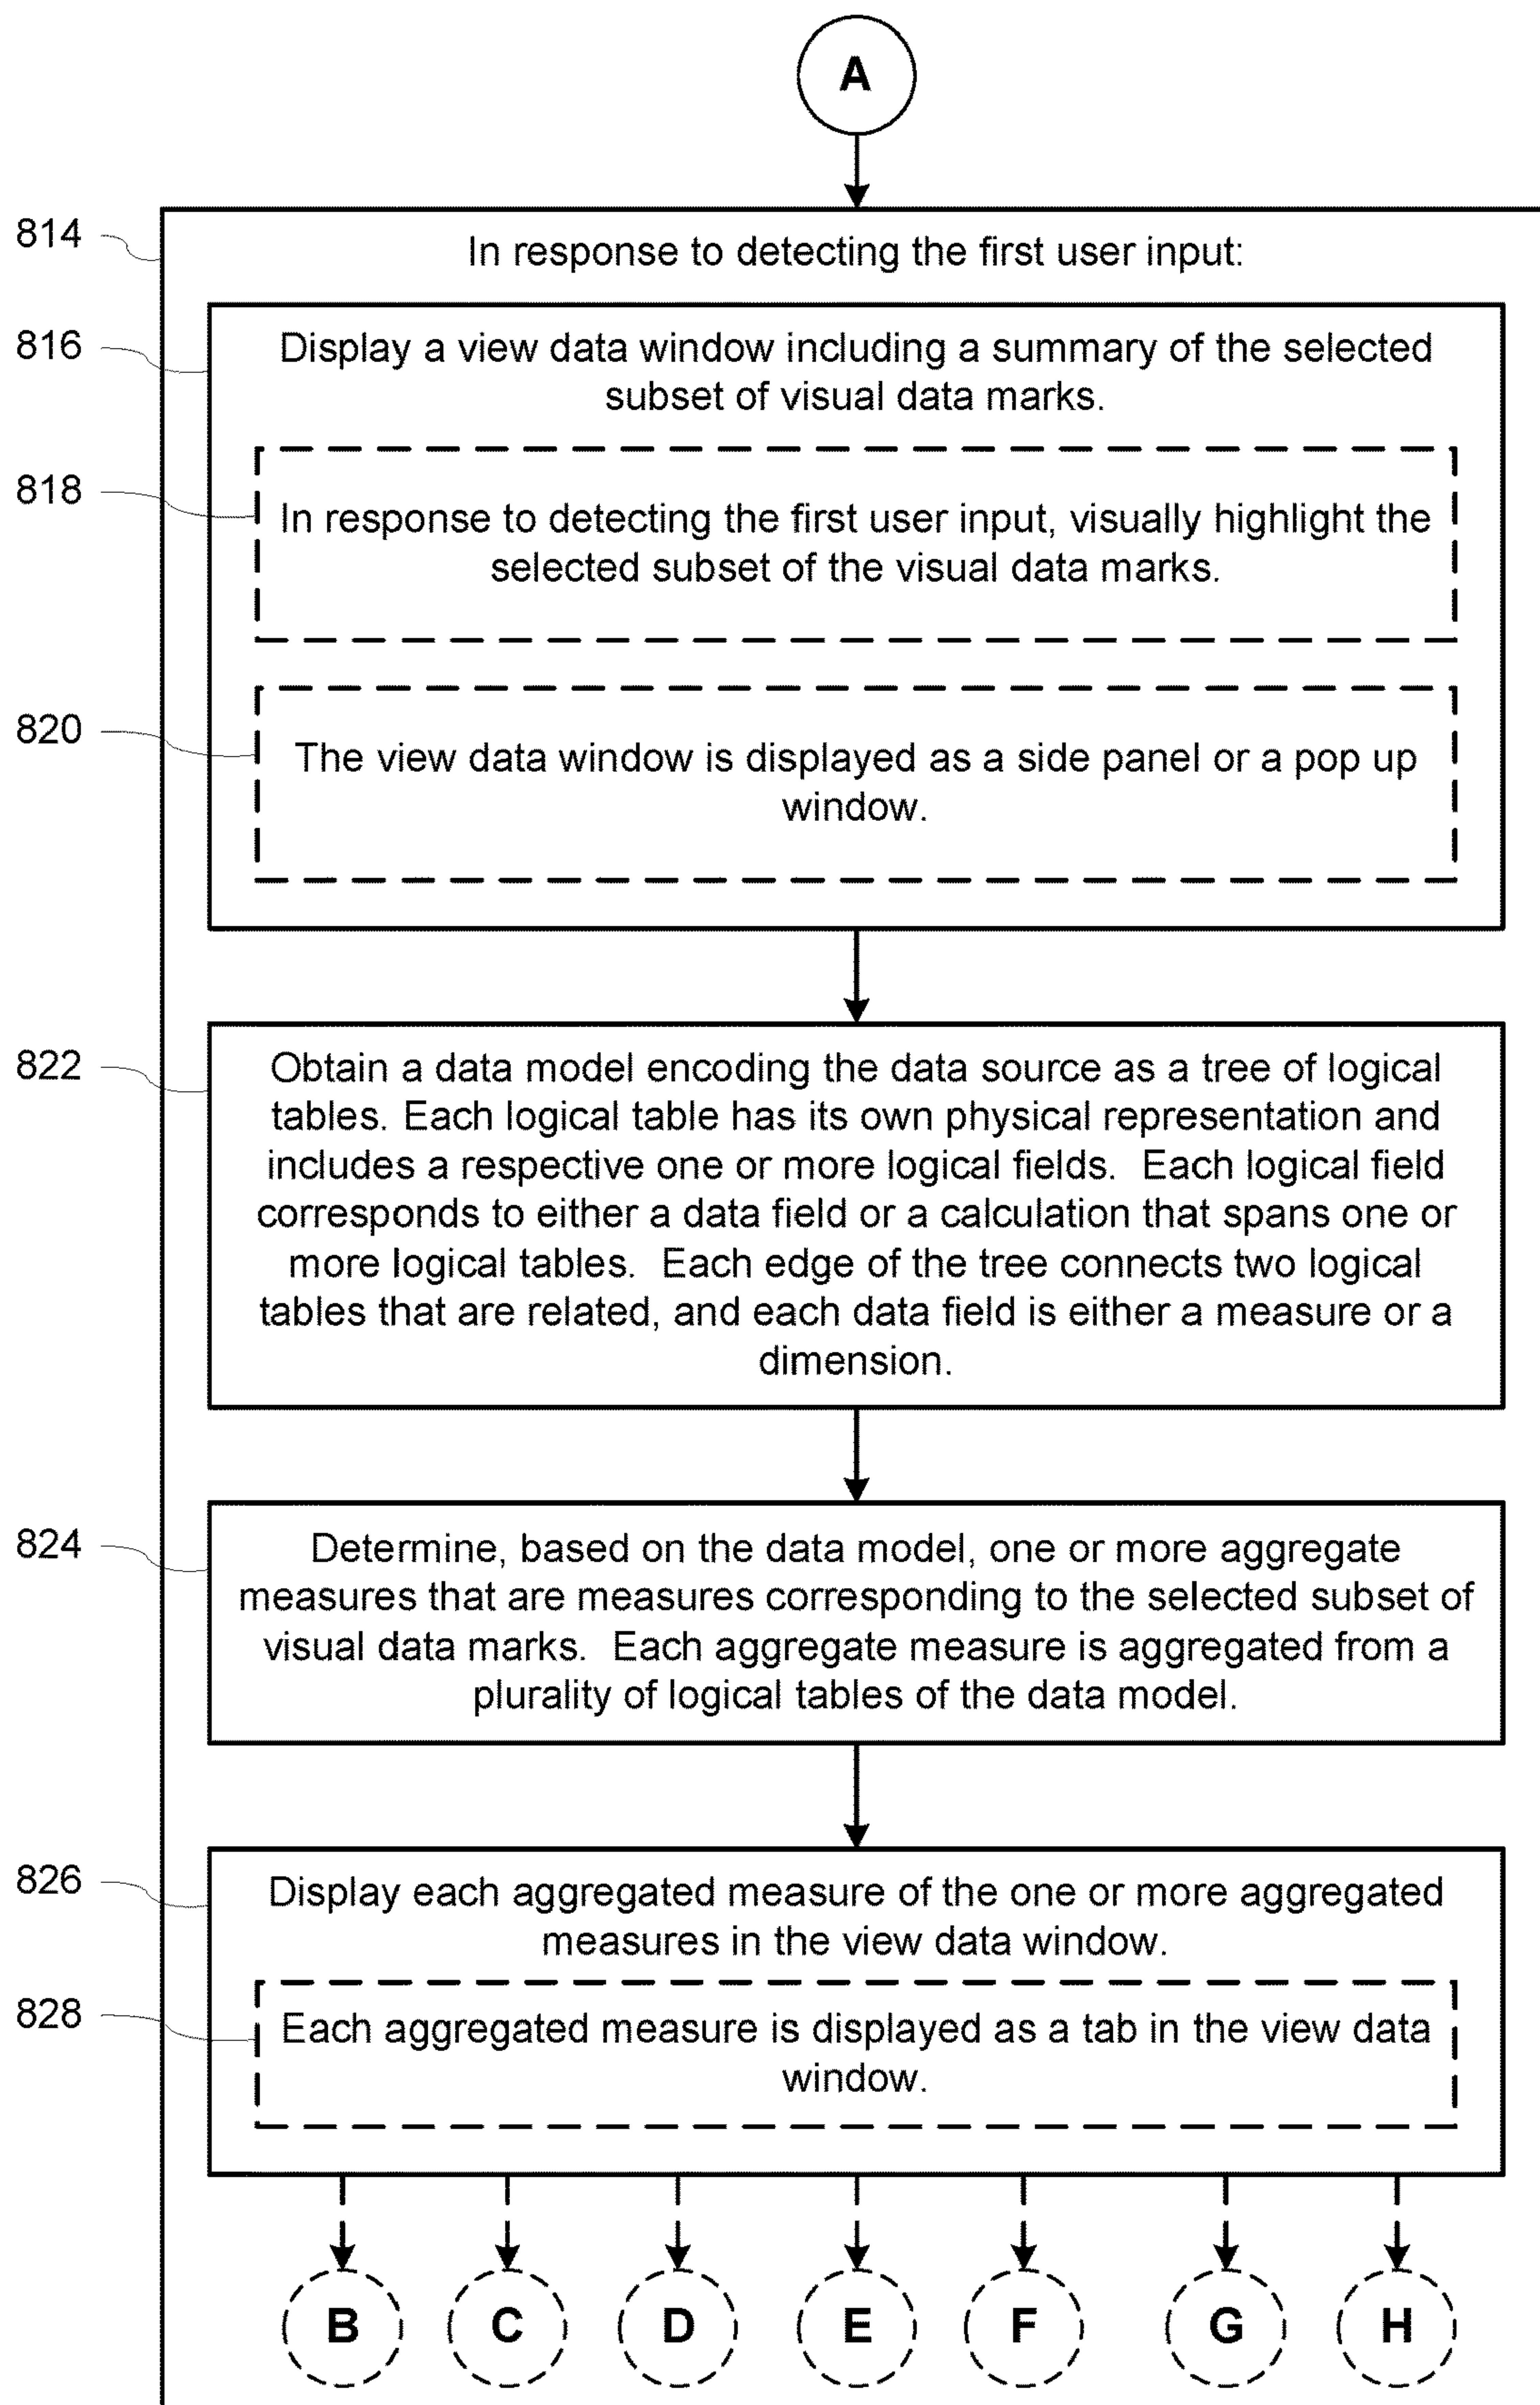 A
814
In response to detecting the first user input:
816
Display a view data window including a summary of the selected
subset of visual data marks.
818
In response to detecting the first user input, visually highlight the
selected subset of the visual data marks.
820
The view data window is displayed as a side panel or a pop up
window.
822
Obtain a data model encoding the data source as a tree of logical
tables. Each logical table has its own physical representation and
includes a respective one or more logical fields.  Each logical field
corresponds to either a data field or a calculation that spans one or
more logical tables.  Each edge of the tree connects two logical
tables that are related, and each data field is either a measure or a
dimension.
824
Determine, based on the data model, one or more aggregate
measures that are measures corresponding to the selected subset of
visual data marks.  Each aggregate measure is aggregated from a
plurality of logical tables of the data model.
826
Display each aggregated measure of the one or more aggregated
measures in the view data window.
828
Each aggregated measure is displayed as a tab in the view data
window.
B C D E F G H